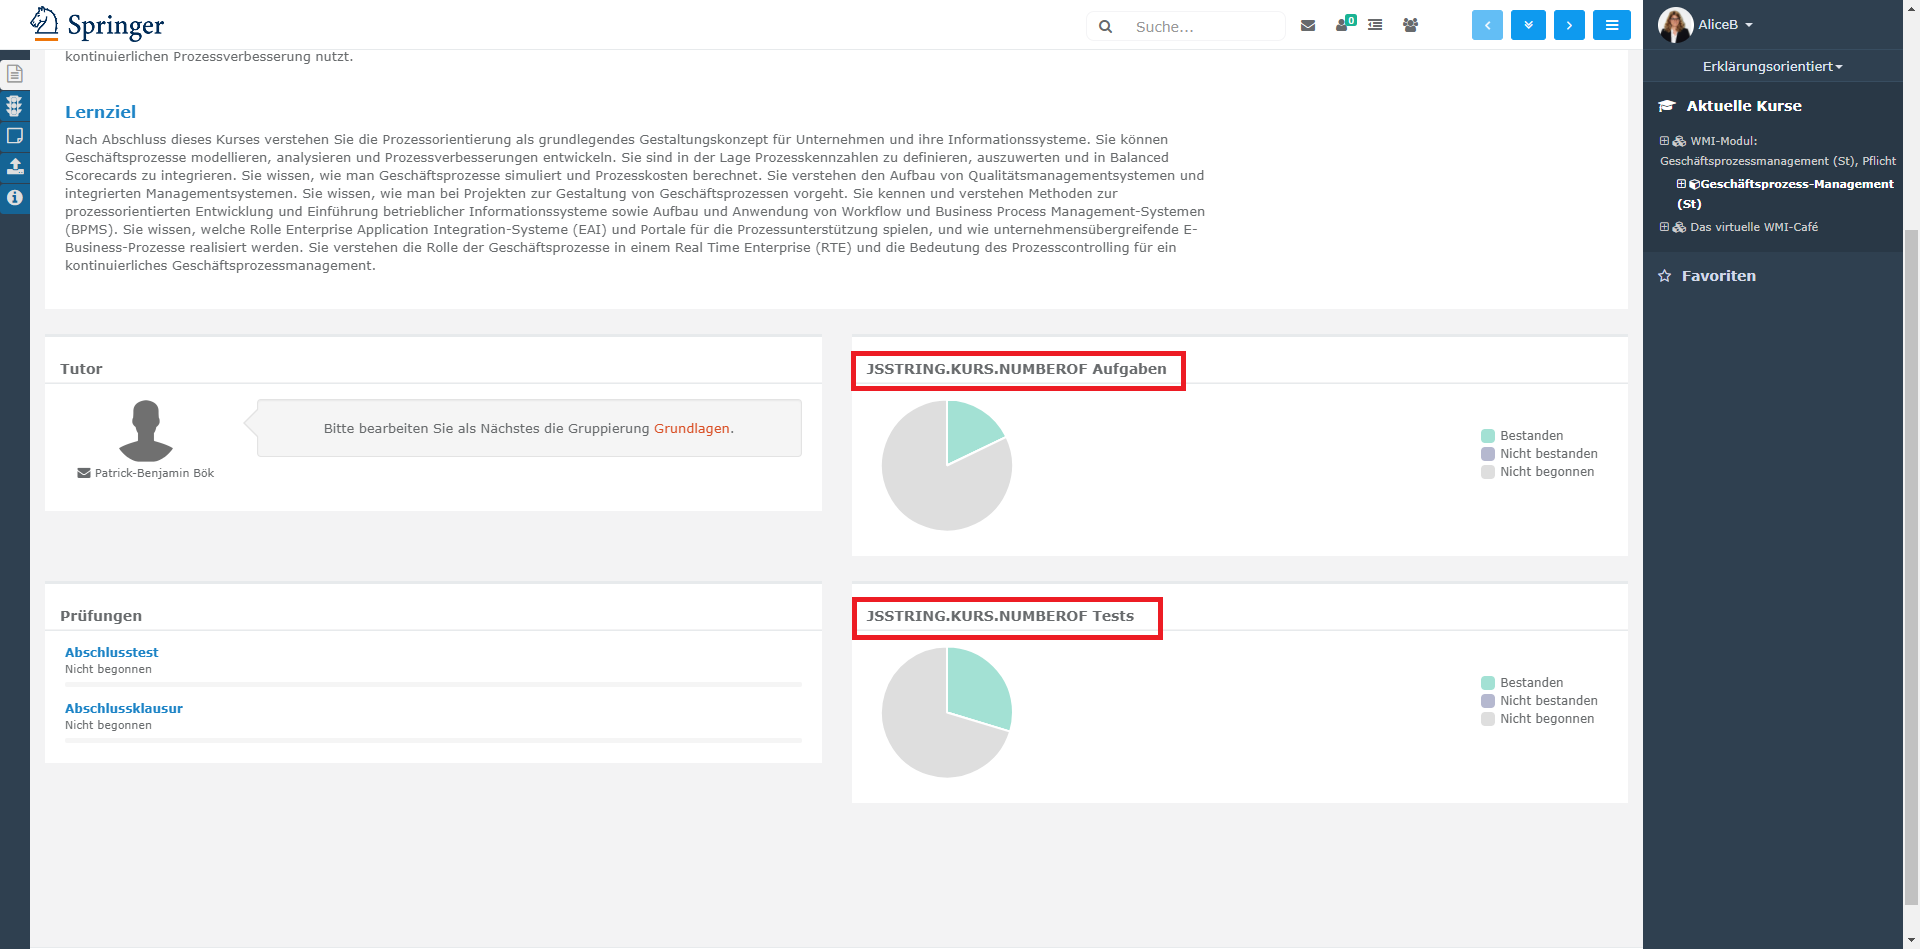 Springer
Suche...
0
AliceB
Erklärungsorientiert
Aktuelle Kurse
WMI-Modul:
Geschäftsprozessmanagement (St), Pflicht
Geschäftsprozess-Management
(St)
Das virtuelle WMI-Café
Favoriten
kontinuierlichen Prozessverbesserung nutzt.
Lernziel
Nach Abschluss dieses Kurses verstehen Sie die Prozessorientierung als grundlegendes Gestaltungskonzept für Unternehmen und ihre Informationssysteme. Sie können
Geschäftsprozesse modellieren, analysieren und Prozessverbesserungen entwickeln. Sie sind in der Lage Prozesskennzahlen zu definieren, auszuwerten und in Balanced
Scorecards zu integrieren. Sie wissen, wie man Geschäftsprozesse simuliert und Prozesskosten berechnet. Sie verstehen den Aufbau von Qualitätsmanagementsystemen und
integrierten Managementsystemen. Sie wissen, wie man bei Projekten zur Gestaltung von Geschäftsprozessen vorgeht. Sie kennen und verstehen Methoden zur
prozessorientierten Entwicklung und Einführung betrieblicher Informationssysteme sowie Aufbau und Anwendung von Workflow und Business Process Management-Systemen
(BPMS). Sie wissen, welche Rolle Enterprise Application Integration-Systeme (EAI) und Portale für die Prozessunterstützung spielen, und wie unternehmensübergreifende E-
Business-Prozesse realisiert werden. Sie verstehen die Rolle der Geschäftsprozesse in einem Real Time Enterprise (RTE) und die Bedeutung des Prozesscontrolling für ein
kontinuierliches Geschäftsprozessmanagement.
Tutor
Bitte bearbeiten Sie als Nächstes die Gruppierung Grundlagen.
Patrick-Benjamin Bök
JSSTRING.KURS.NUMBEROF Aufgaben
Bestanden
Nicht bestanden
Nicht begonnen
Prüfungen
Abschlusstest
Nicht begonnen
Abschlussklausur
Nicht begonnen
JSSTRING.KURS.NUMBEROF Tests
Bestanden
Nicht bestanden
Nicht begonnen